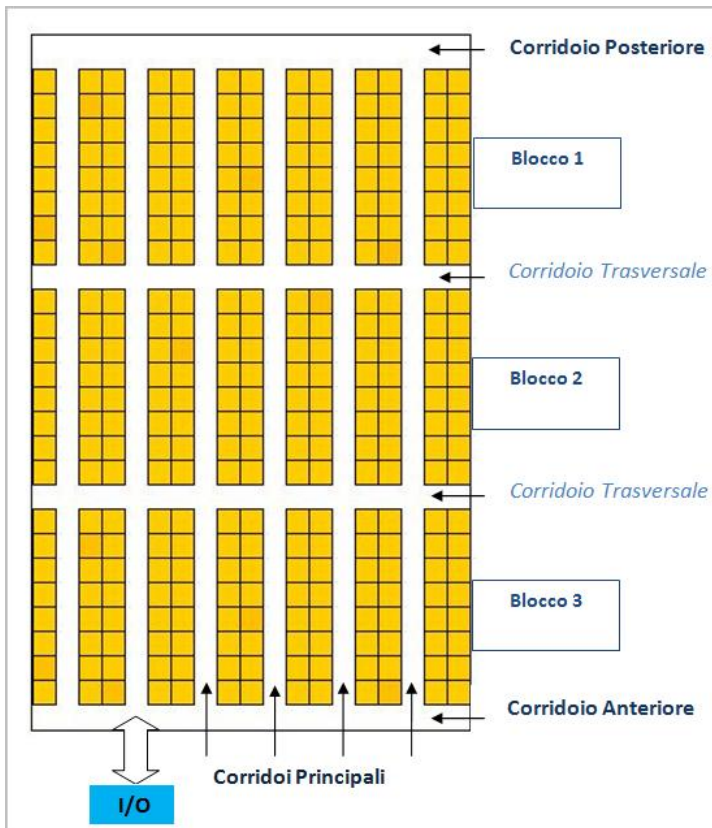 Corridoio Posteriore
Blocco 1
Corridoio Trasversale
Blocco 2
Corridoio Trasversale
Blocco 3
Corridoio Anteriore
Corridoi Principali
I/O